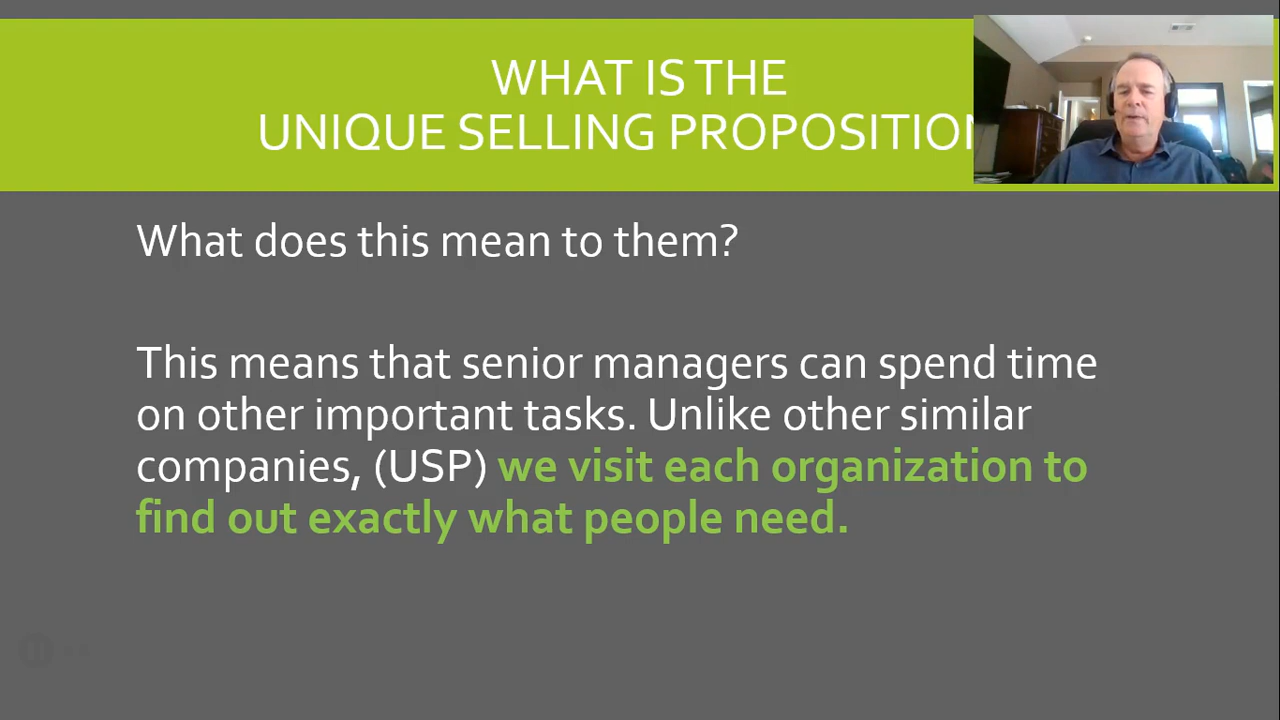 WHAT IS THE
UNIQUE SELLING PROPOSITION
What does this mean to them?
This means that senior managers can spend time
on other important tasks. Unlike other similar
companies, (USP) we visit each organization to
find out exactly what people need.